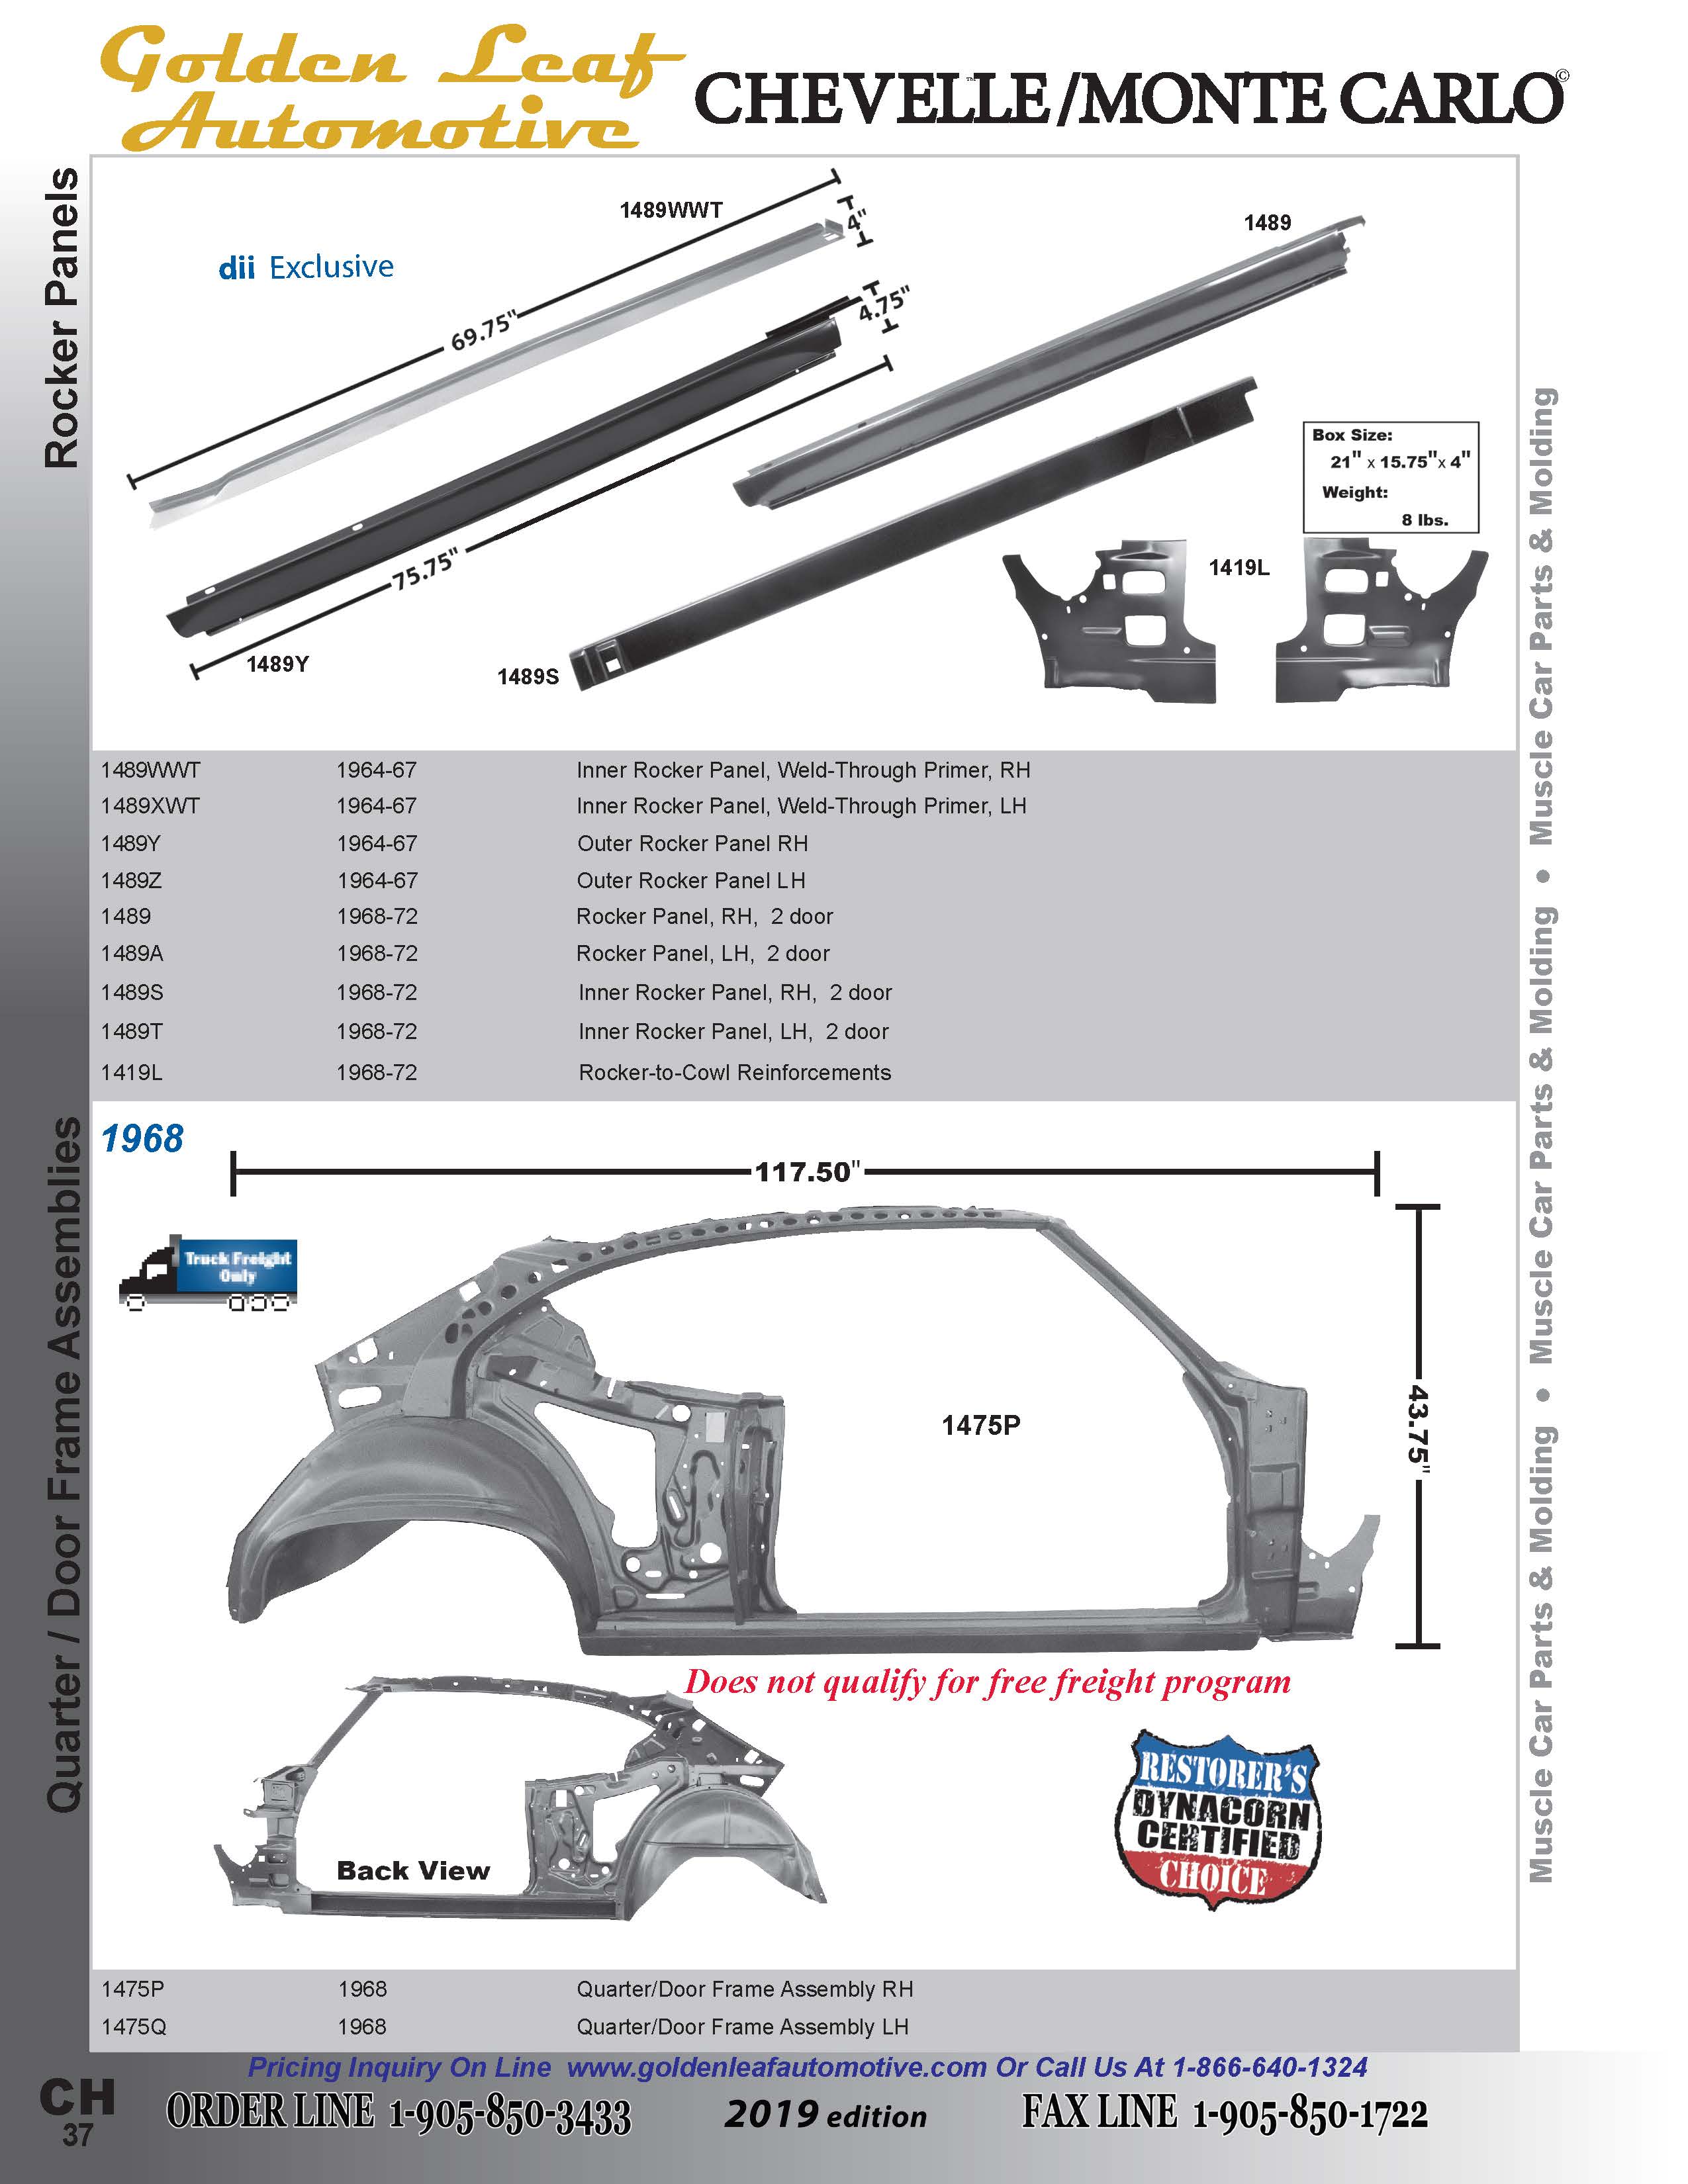 Golden Leaf
Automotive
CHEVELLE/MONTE CARLO©
™
Rocker Panels
1489WWT
4"
1489
dii Exclusive
69.75"
4.75"
Box Size:
21" x 15.75"x 4"
Weight:
8 lbs.
75.75"
1419L
1489Y
1489S
1489WWT 1964-67 Inner Rocker Panel, Weld-Through Primer, RH
1489XWT 1964-67 Inner Rocker Panel, Weld-Through Primer, LH
1489Y 1964-67 Outer Rocker Panel RH
1489Z 1964-67 Outer Rocker Panel LH
1489 1968-72 Rocker Panel, RH, 2 door
1489A 1968-72 Rocker Panel, LH, 2 door
1489S 1968-72 Inner Rocker Panel, RH, 2 door
1489T 1968-72 Inner Rocker Panel, LH, 2 door
1419L 1968-72 Rocker-to-Cowl Reinforcements
Quarter / Door Frame Assemblies
1968
117.50"
Truck Freight
Only
1475P
43.75"
Does not qualify for free freight program
RESTORER'S
DYNACORN
CERTIFIED
CHOICE
Back View
1475P 1968 Quarter/Door Frame Assembly RH
1475Q 1968 Quarter/Door Frame Assembly LH
Muscle Car Parts & Molding • Muscle Car Parts & Molding • Muscle Car Parts & Molding
Pricing Inquiry On Line www.goldenleafautomotive.com Or Call Us At 1-866-640-1324
CH
37
ORDER LINE 1-905-850-3433
2019 edition
FAX LINE 1-905-850-1722